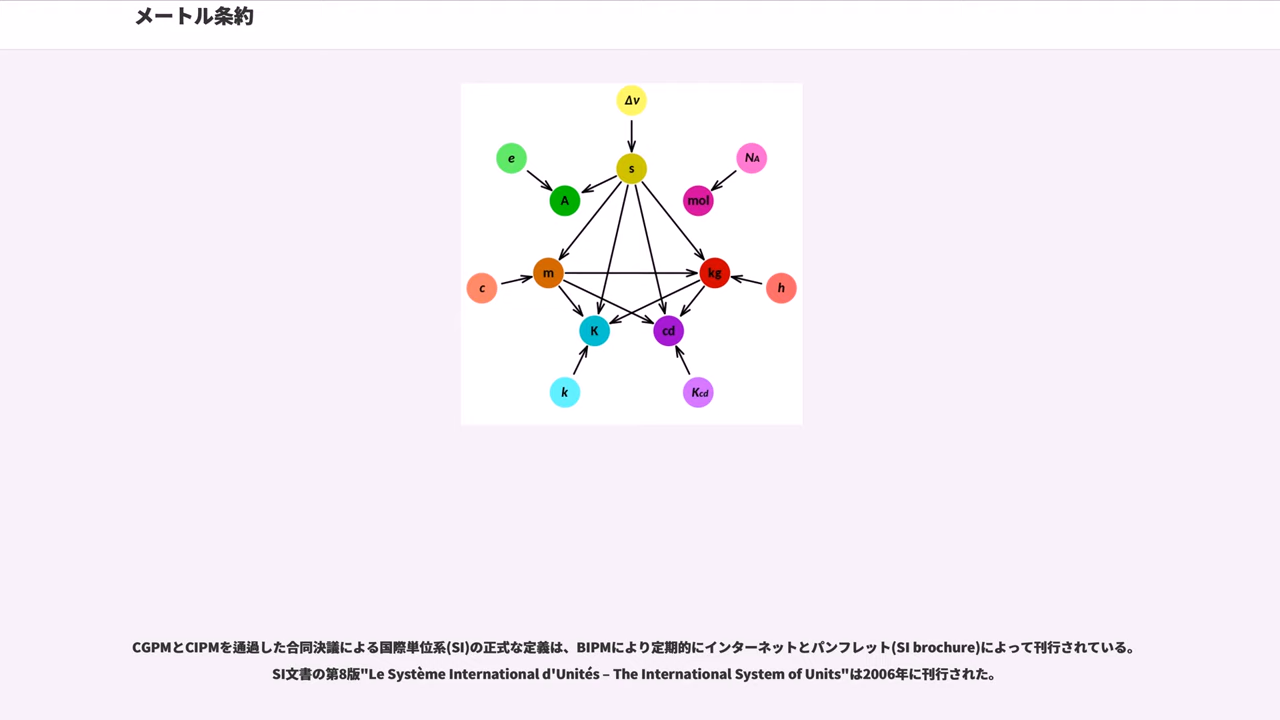 メートル条約
Δν
e
NA
s
A
mol
m
kg
c
h
K
cd
k
Kcd
CGPMとCIPMを通過した合同決議による国際単位系(SI)の正式な定義は、BIPMにより定期的にインターネットとパンフレット(SI brochure)によって刊行されている。
SI文書の第8版"Le Système International d'Unités – The International System of Units"は2006年に刊行された。